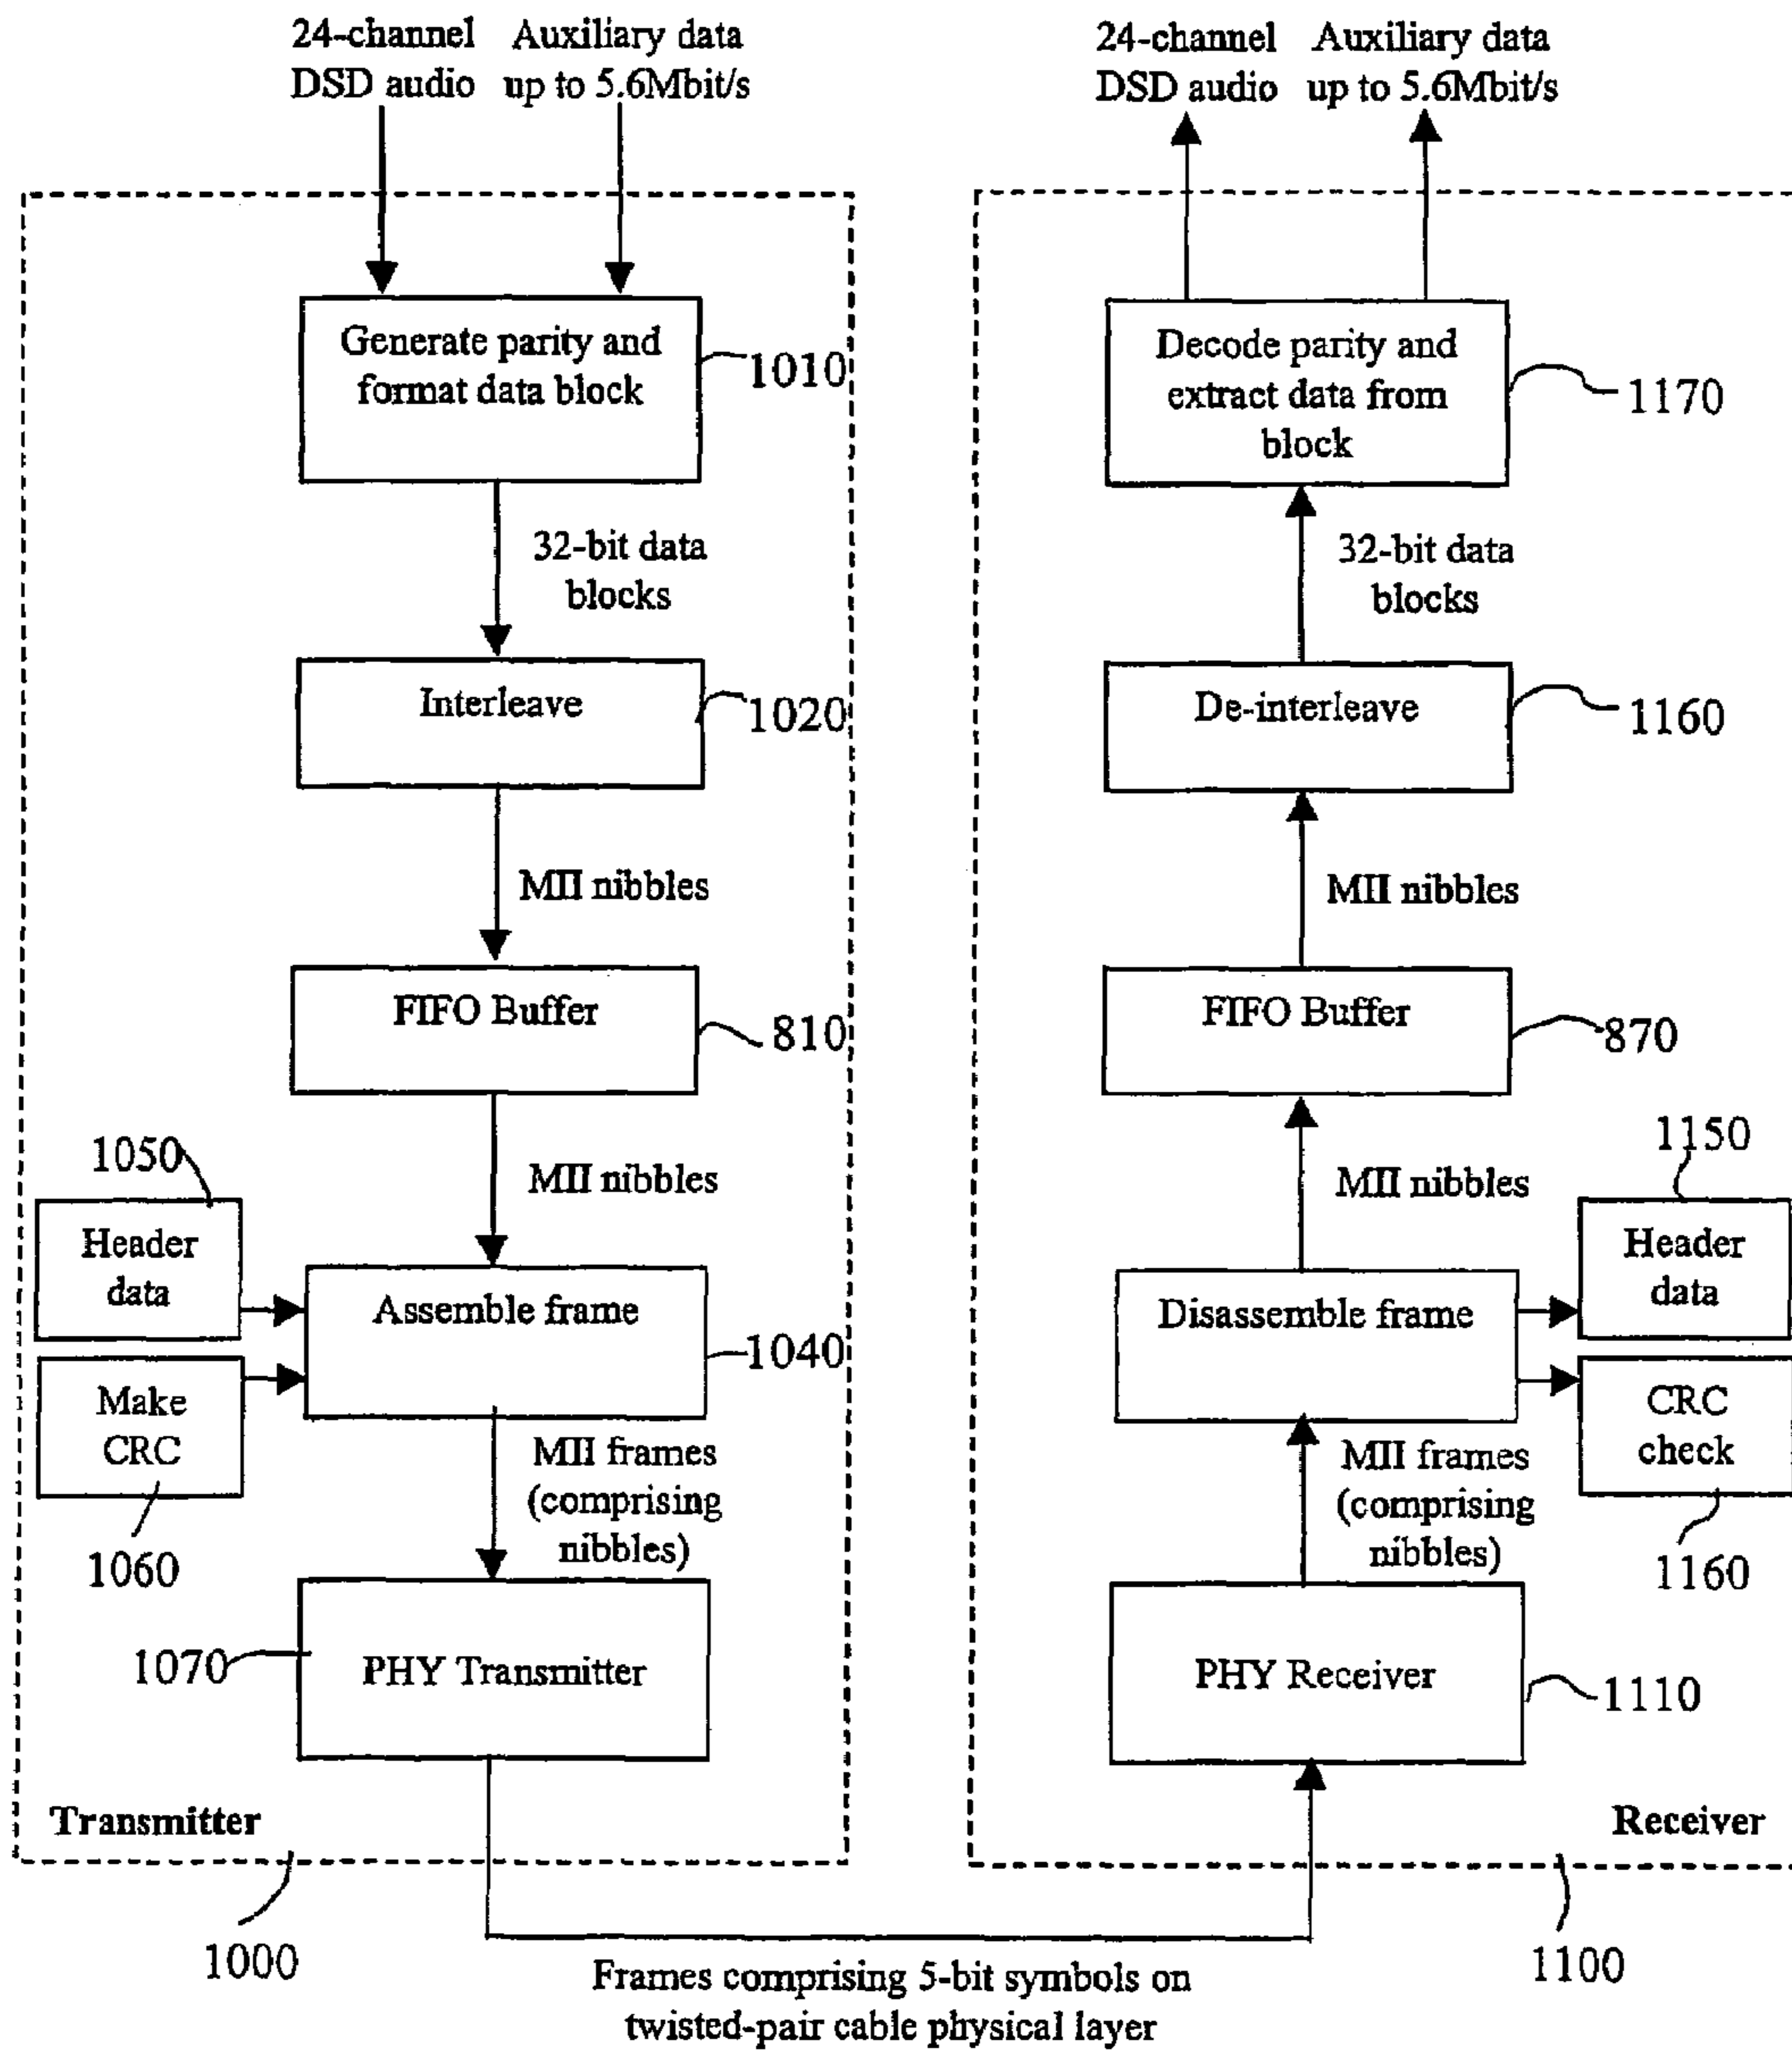 24-channel
DSD audio
Auxiliary data
up to 5.6Mbit/s
Generate parity and
format data block
1010
32-bit data
blocks
Interleave
1020
MII nibbles
FIFO Buffer
810
MII nibbles
1050
Header
data
Assemble frame
1040
Make
CRC
1060
MII frames
(comprising
nibbles)
1070
PHY Transmitter
Transmitter
1000
24-channel
DSD audio
Auxiliary data
up to 5.6Mbit/s
Decode parity and
extract data from
block
1170
32-bit data
blocks
De-interleave
1160
MII nibbles
FIFO Buffer
870
MII nibbles
1150
Header
data
Disassemble frame
CRC
check
1160
MII frames
(comprising
nibbles)
PHY Receiver
1110
Receiver
1100
Frames comprising 5-bit symbols on
twisted-pair cable physical layer